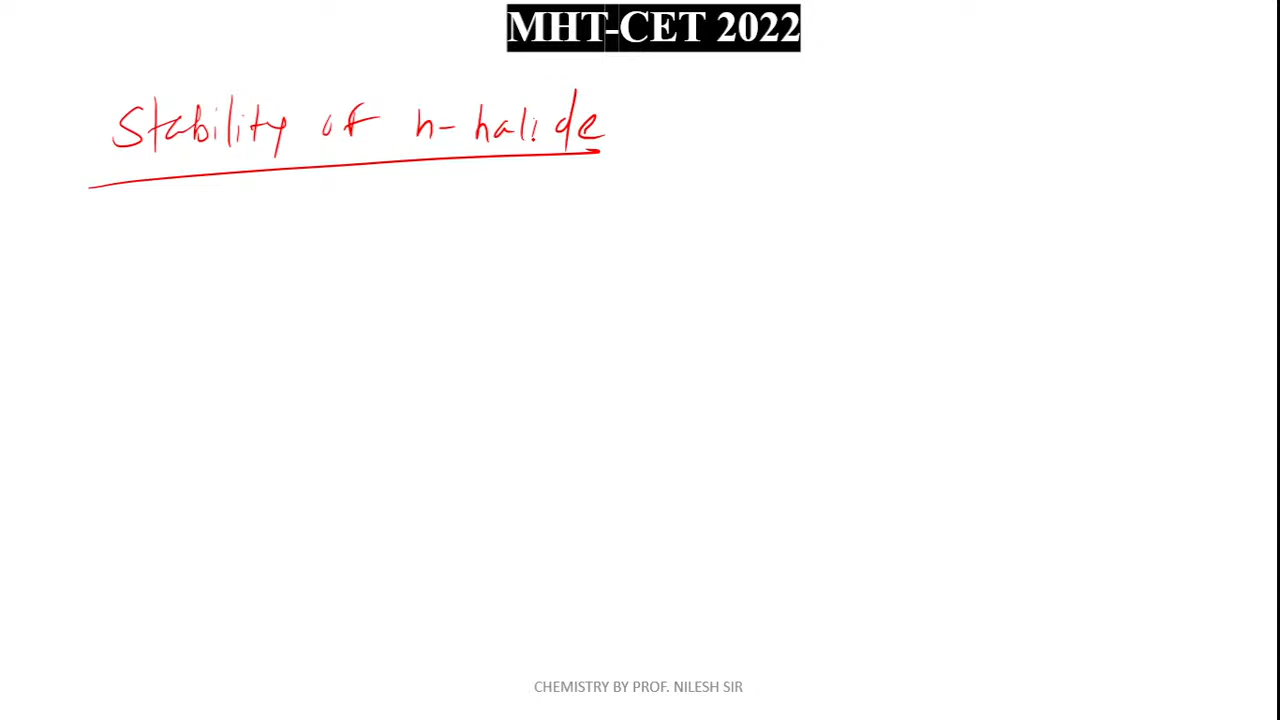 MHT-CET 2022
Stability of h-halide
CHEMISTRY BY PROF. NILESH SIR